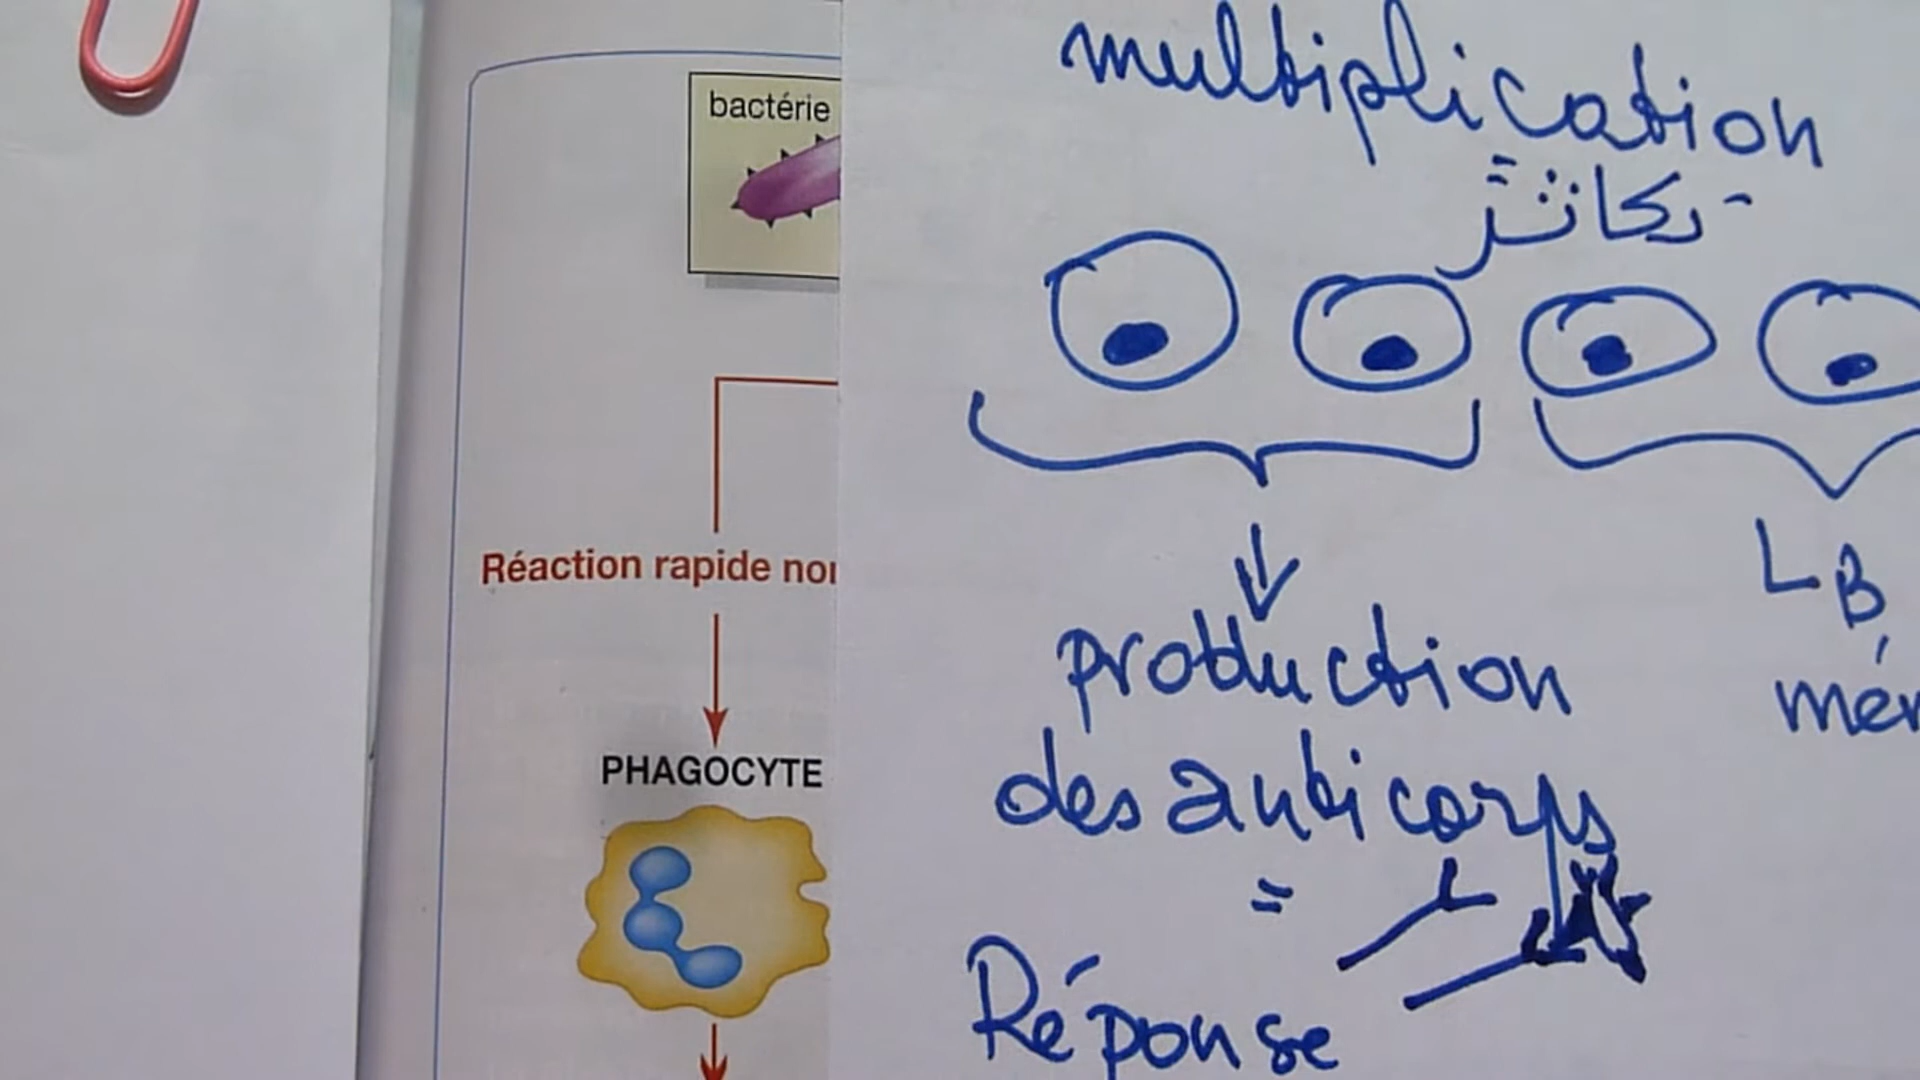 bactérie
Réaction rapide non
PHAGOCYTE
multiplication
تكاثر
production
des anticorps
=
Réponse
LB
mém